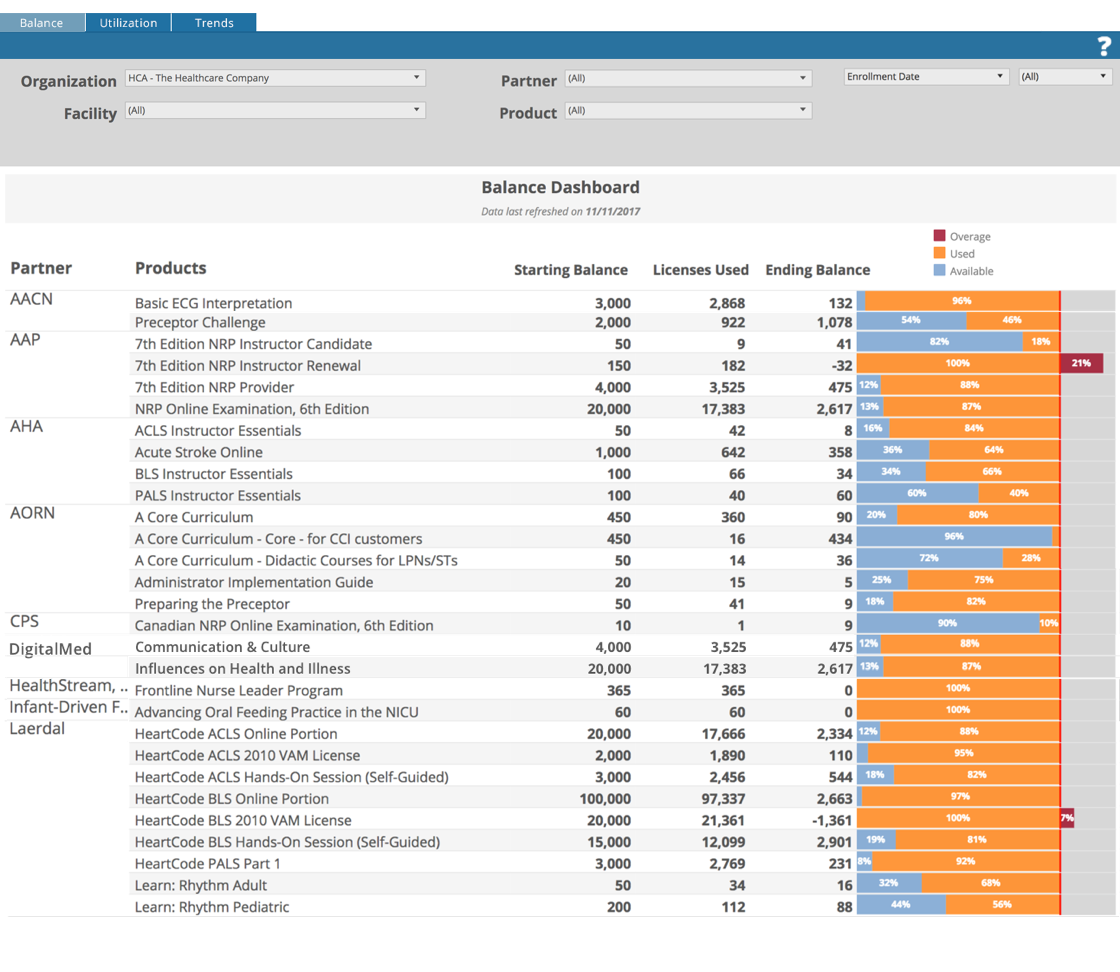 Balance Utilization Trends
?
Organization HCA - The Healthcare Company Partner (All) Enrollment Date (All)
Facility (All) Product (All)
Balance Dashboard
Data last refreshed on 11/11/2017
Overage
Used
Available
Partner Products Starting Balance Licenses Used Ending Balance
AACN Basic ECG Interpretation 3,000 2,868 132 96%
Preceptor Challenge 2,000 922 1,078 54% 46%
AAP 7th Edition NRP Instructor Candidate 50 9 41 82% 18%
7th Edition NRP Instructor Renewal 150 182 -32 100% 21%
7th Edition NRP Provider 4,000 3,525 475 12% 88%
NRP Online Examination, 6th Edition 20,000 17,383 2,617 13% 87%
AHA ACLS Instructor Essentials 50 42 8 16% 84%
Acute Stroke Online 1,000 642 358 36% 64%
BLS Instructor Essentials 100 66 34 34% 66%
PALS Instructor Essentials 100 40 60 60% 40%
AORN A Core Curriculum 450 360 90 20% 80%
A Core Curriculum - Core - for CCI customers 450 16 434 96%
A Core Curriculum - Didactic Courses for LPNs/STs 50 14 36 72% 28%
Administrator Implementation Guide 20 15 5 25% 75%
Preparing the Preceptor 50 41 9 18% 82%
CPS Canadian NRP Online Examination, 6th Edition 10 1 9 90% 10%
DigitalMed Communication & Culture 4,000 3,525 475 12% 88%
Influences on Health and Illness 20,000 17,383 2,617 13% 87%
HealthStream, .. Frontline Nurse Leader Program 365 365 0 100%
Infant-Driven F.. Advancing Oral Feeding Practice in the NICU 60 60 0 100%
Laerdal HeartCode ACLS Online Portion 20,000 17,666 2,334 12% 88%
HeartCode ACLS 2010 VAM License 2,000 1,890 110 95%
HeartCode ACLS Hands-On Session (Self-Guided) 3,000 2,456 544 18% 82%
HeartCode BLS Online Portion 100,000 97,337 2,663 97%
HeartCode BLS 2010 VAM License 20,000 21,361 -1,361 100% 7%
HeartCode BLS Hands-On Session (Self-Guided) 15,000 12,099 2,901 19% 81%
HeartCode PALS Part 1 3,000 2,769 231 8% 92%
Learn: Rhythm Adult 50 34 16 32% 68%
Learn: Rhythm Pediatric 200 112 88 44% 56%